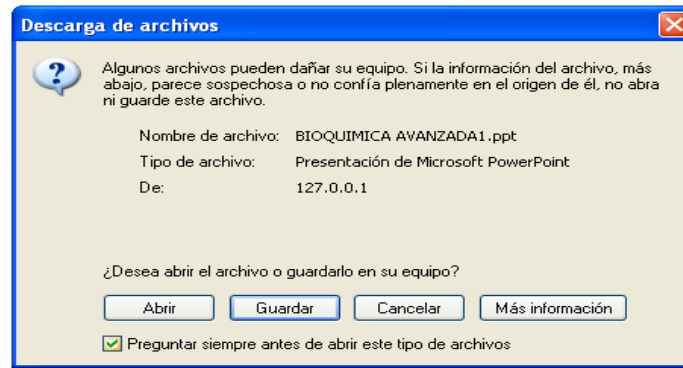 Descarga de archivos
Algunos archivos pueden dañar su equipo. Si la información del archivo, más
abajo, parece sospechosa o no confía plenamente en el origen de él, no abra
ni guarde este archivo.
Nombre de archivo: BIOQUIMICA AVANZADA1.ppt
Tipo de archivo: Presentación de Microsoft PowerPoint
De: 127.0.0.1
¿Desea abrir el archivo o guardarlo en su equipo?
Abrir Guardar Cancelar Más información
Preguntar siempre antes de abrir este tipo de archivos